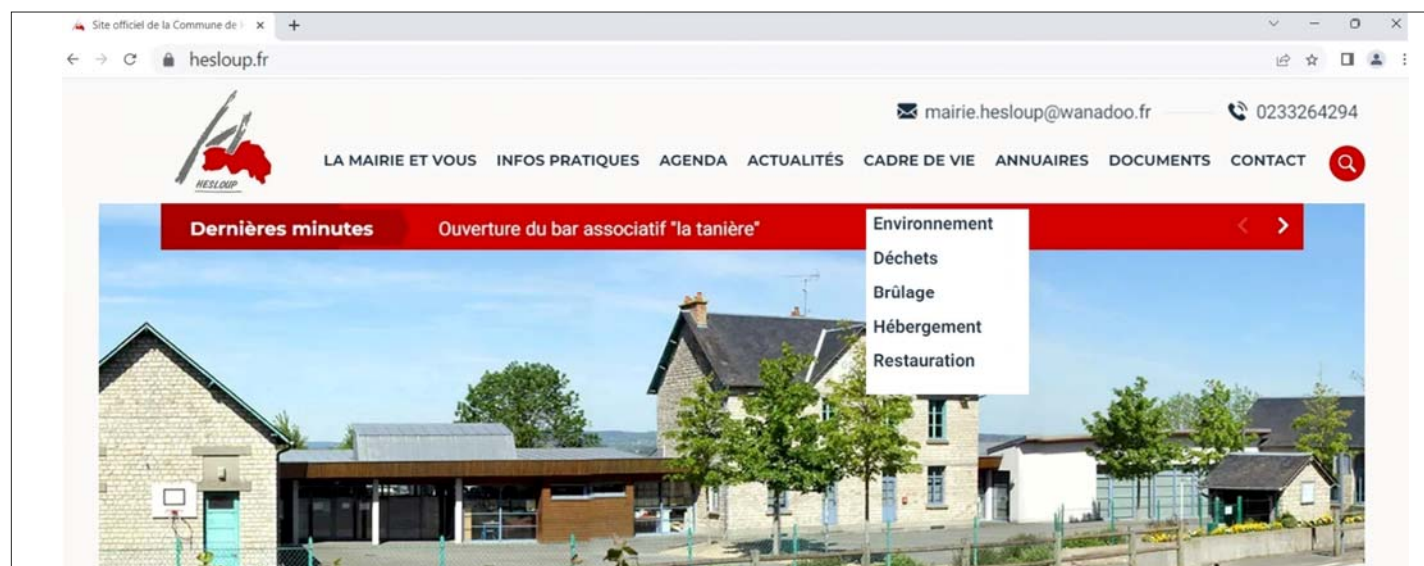 Site officiel de la Commune de
hesloup.fr
mairie.hesloup@wanadoo.fr
0233264294
HESLOUP
LA MAIRIE ET VOUS INFOS PRATIQUES AGENDA ACTUALITÉS CADRE DE VIE ANNUAIRES DOCUMENTS CONTACT
Dernières minutes Ouverture du bar associatif "la tanière"
Environnement
Déchets
Brûlage
Hébergement
Restauration